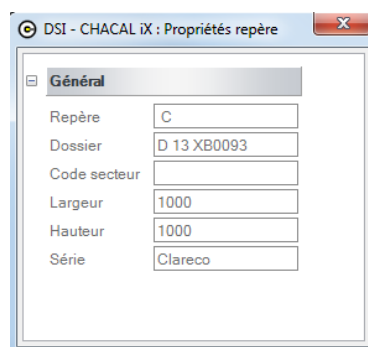 DSI - CHACAL iX : Propriétés repère
Général
Repère C
Dossier D 13 XB0093
Code secteur
Largeur 1000
Hauteur 1000
Série Clareco